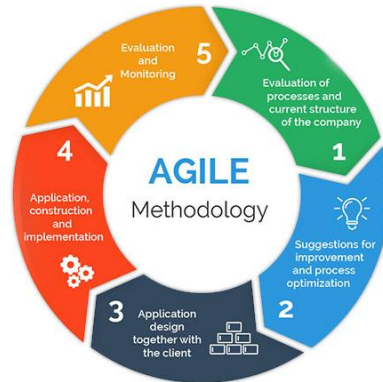 AGILE
Methodology
Evaluation of
processes and
current structure
of the company
1
Suggestions for
improvement
and process
optimization
2
3
Application
design
together with
the client
4
Application,
construction
and
implementation
5
Evaluation
and
Monitoring